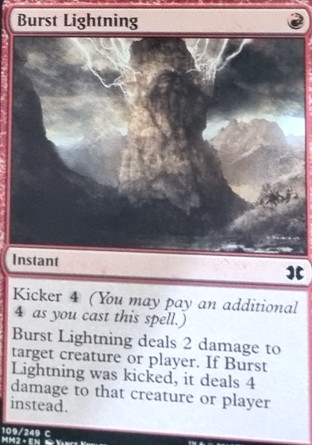 Burst Lightning
Instant
Kicker 4 (You may pay an additional
4 as you cast this spell.)
Burst Lightning deals 2 damage to
target creature or player. If Burst
Lightning was kicked, it deals 4
damage to that creature or player
instead.
109/249 C
MM2 • EN